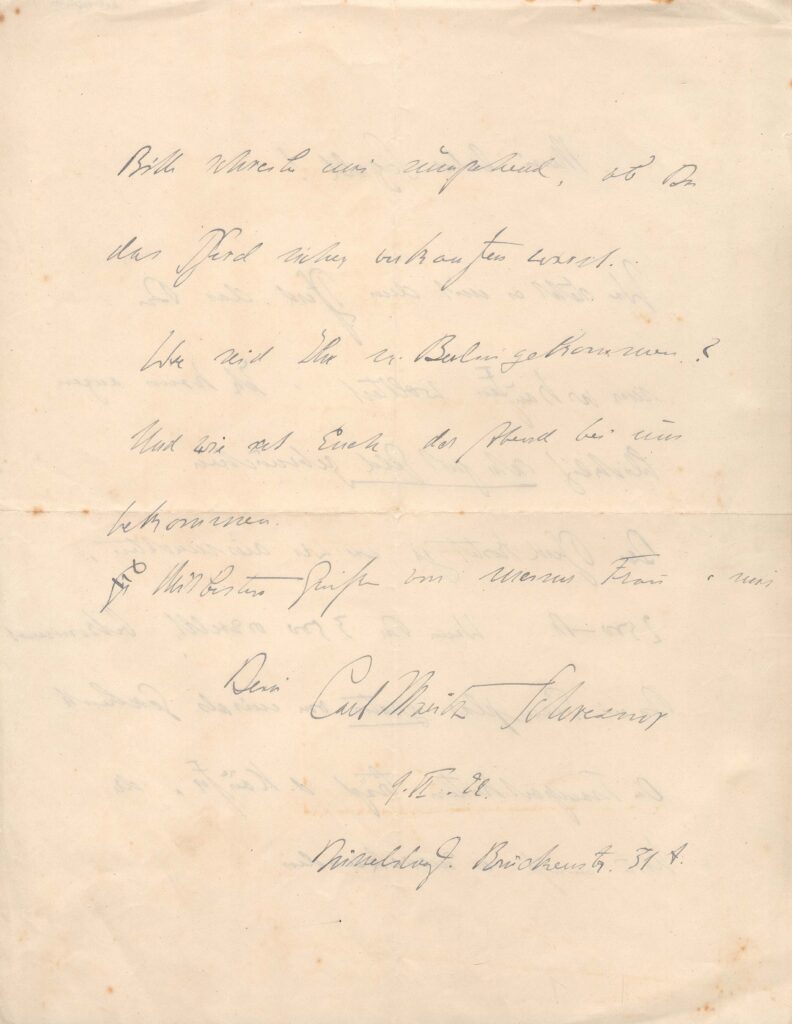 Bitte schreib mir umgehend, ob Du
das Pferd sicher verkaufen wirst.
Wie seid Ihr n. Berlin gekommen?
Und wie ist Euch der Abend bei uns
bekommen.
Mit besten Grüßen von meiner Frau u mir
Dein Carl Moritz Schreiner
9. II. 22.
Düsseldorf. Brückenstr. 31 A.